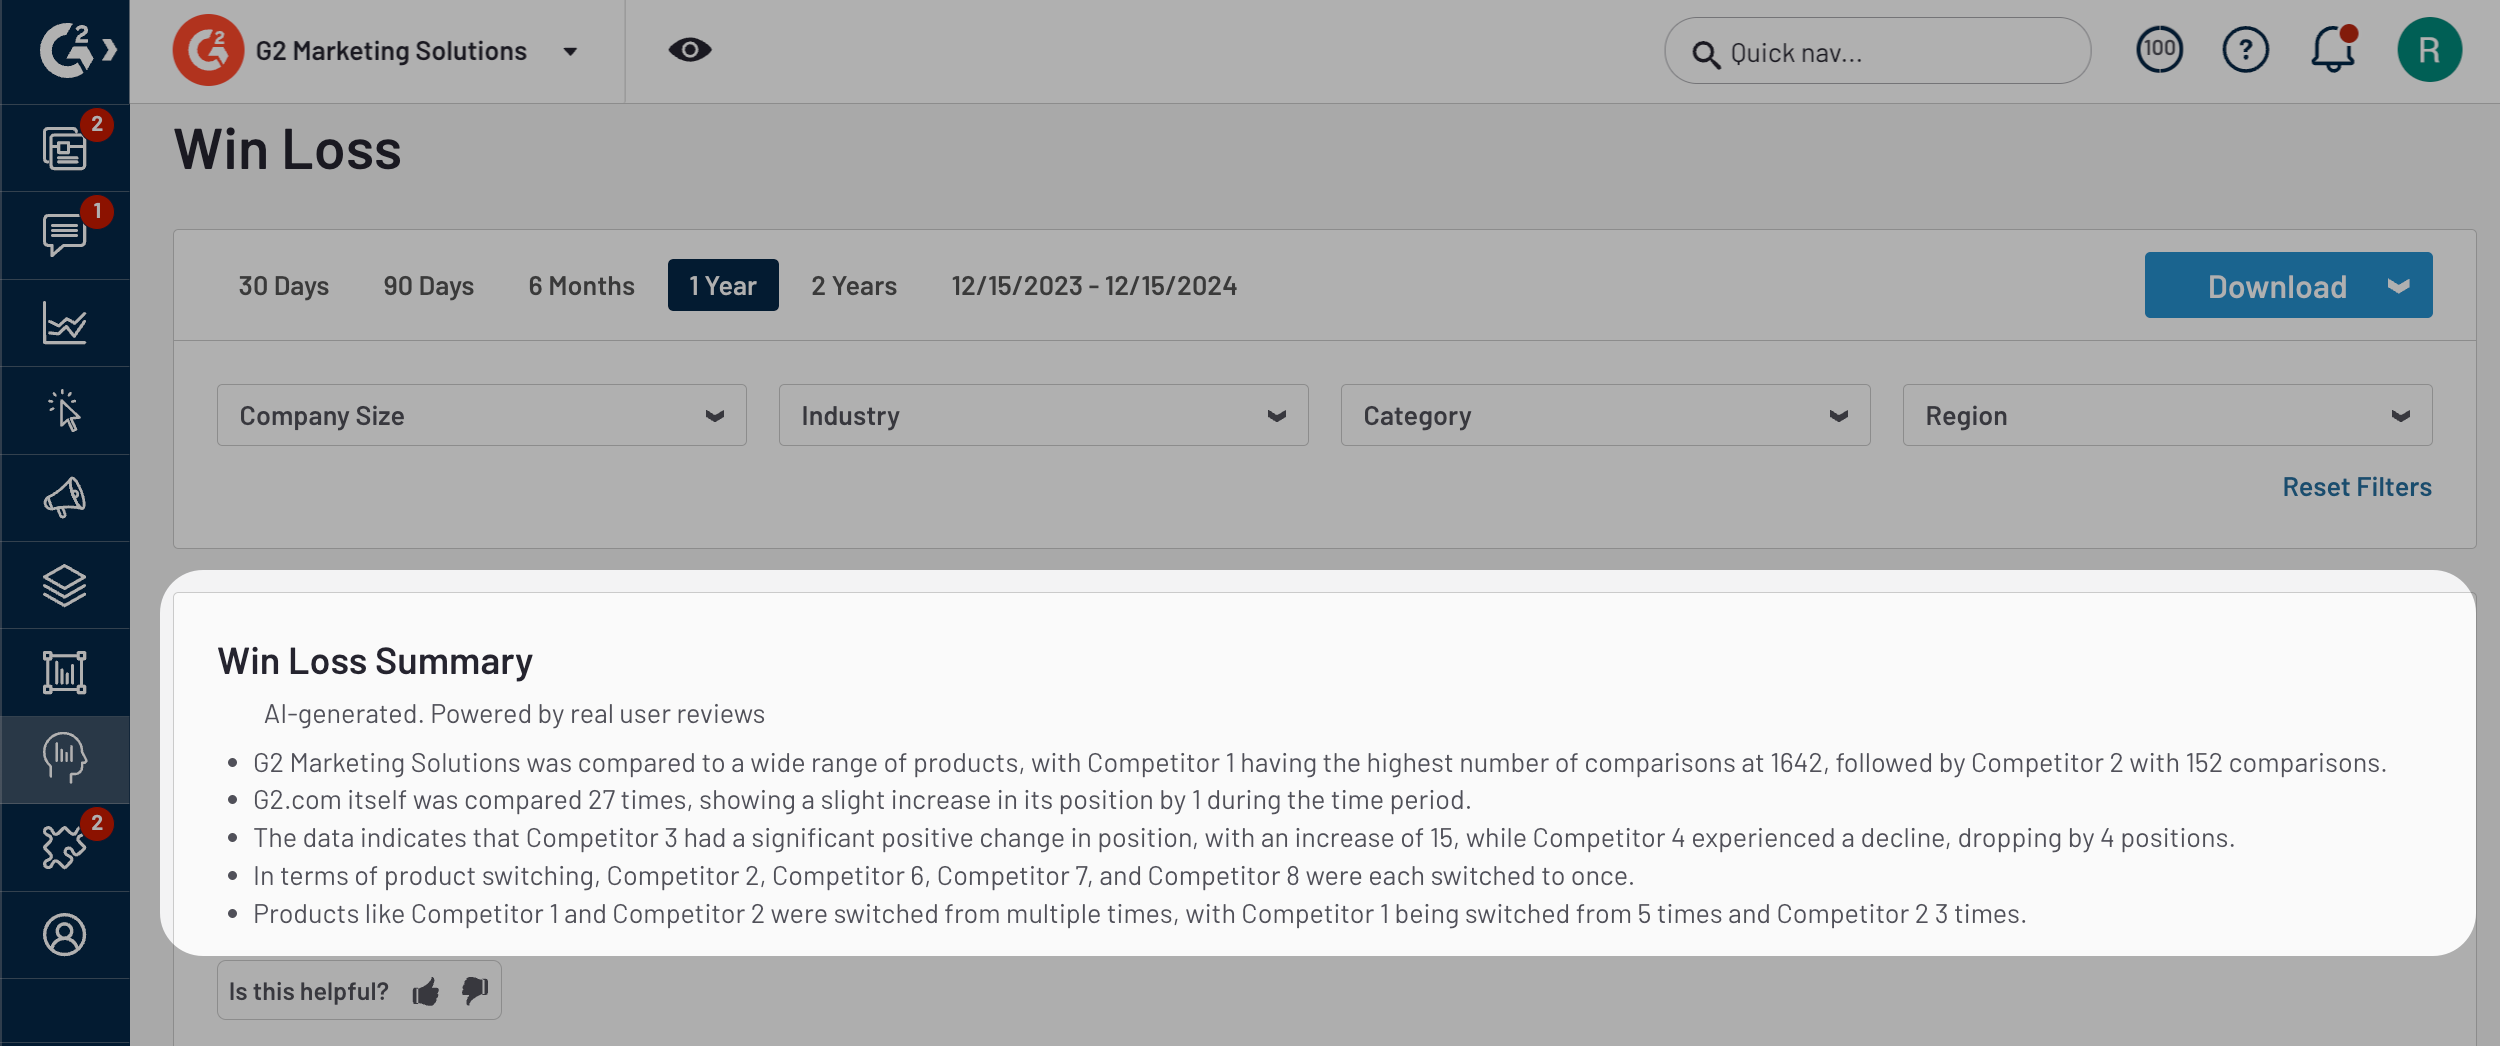 G2 Marketing Solutions
Quick nav...
100
?
R
2
1
2
Win Loss
30 Days 90 Days 6 Months 1 Year 2 Years 12/15/2023 - 12/15/2024 Download
Company Size Industry Category Region
Reset Filters
Win Loss Summary
AI-generated. Powered by real user reviews
• G2 Marketing Solutions was compared to a wide range of products, with Competitor 1 having the highest number of comparisons at 1642, followed by Competitor 2 with 152 comparisons.
• G2.com itself was compared 27 times, showing a slight increase in its position by 1 during the time period.
• The data indicates that Competitor 3 had a significant positive change in position, with an increase of 15, while Competitor 4 experienced a decline, dropping by 4 positions.
• In terms of product switching, Competitor 2, Competitor 6, Competitor 7, and Competitor 8 were each switched to once.
• Products like Competitor 1 and Competitor 2 were switched from multiple times, with Competitor 1 being switched from 5 times and Competitor 2 3 times.
Is this helpful?